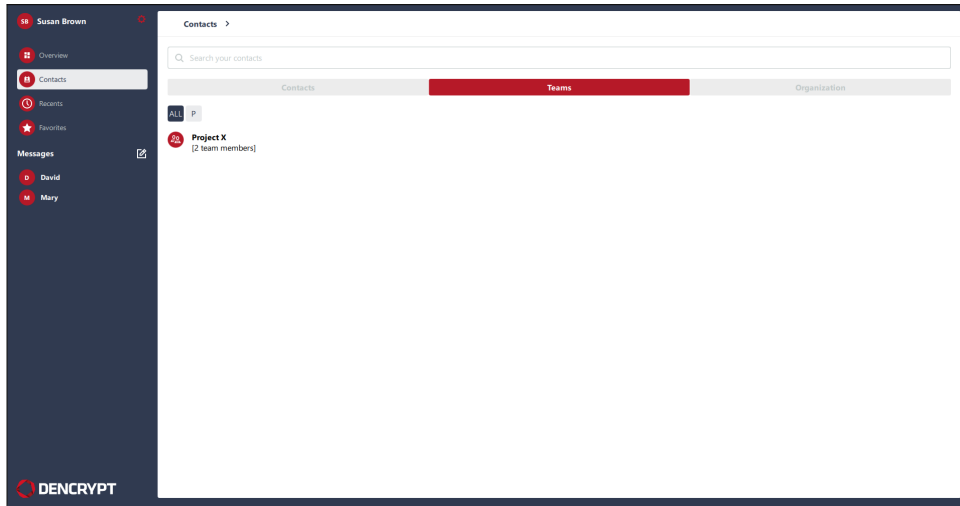 SB Susan Brown
Overview
Contacts
Recents
Favorites
Messages
D David
M Mary
DENCRYPT
Contacts >
Search your contacts
Contacts Teams Organization
ALL P
Project X
[2 team members]